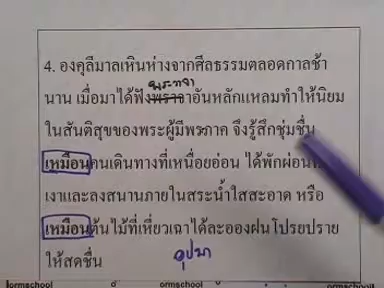 4. องคุลีมาลเหินห่างจากศีลธรรมตลอดกาลช้า
พระวาจา
นาน เมื่อมาได้ฟังพราจาอันหลักแหลมทำให้นิยม
ในสันติสุขของพระผู้มีพระภาค จึงรู้สึกชุ่มชื่น
เหมือนคนเดินทางที่เหนื่อยอ่อน ได้พักผ่อน
เงาและลงสนานภายในสระน้ำใสสะอาด หรือ
เหมือนต้นไม้ที่เหี่ยวเฉาได้ละอองฝนโปรยปราย
ให้สดชื่น
อุปมา
ormschool ormschool ormschool